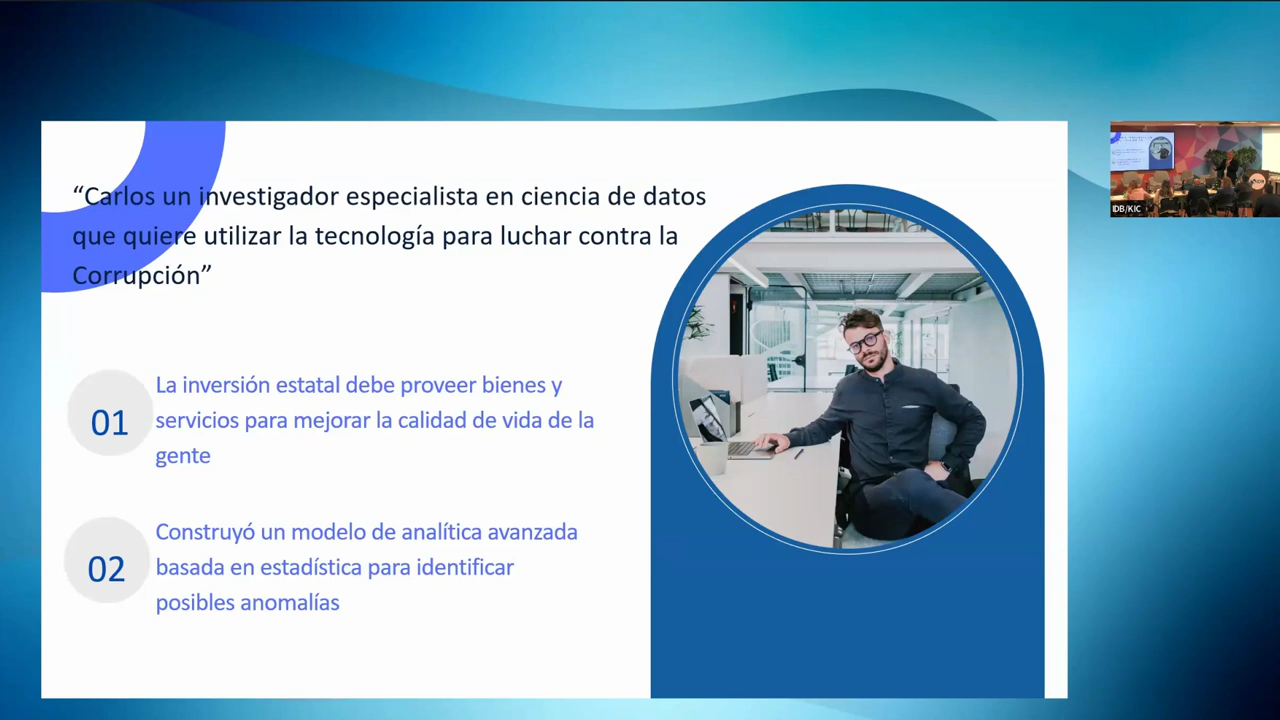 “Carlos un investigador especialista en ciencia de datos
que quiere utilizar la tecnología para luchar contra la
Corrupción”
01
La inversión estatal debe proveer bienes y
servicios para mejorar la calidad de vida de la
gente
02
Construyó un modelo de analítica avanzada
basada en estadística para identificar
posibles anomalías
IDB/KIC